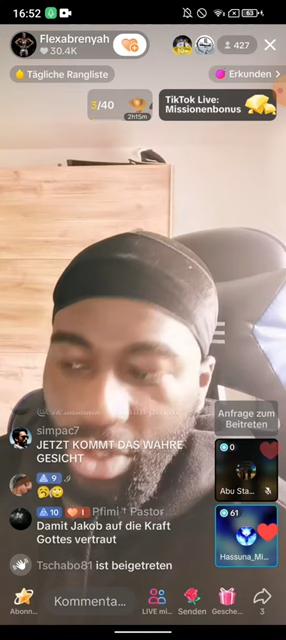 16:52
Flexabrenyah
30.4K
10
427
Tägliche Rangliste
Erkunden >
3/40
2h15m
TikTok Live:
Missionenbonus
simpac7
JETZT KOMMT DAS WAHRE
GESICHT
9
10 1 Pfimi † Pastor
Damit Jakob auf die Kraft
Gottes vertraut
Tschabo81 ist beigetreten
Anfrage zum
Beitreten
0
Abu Sta...
61
Hassuna_Mi...
Abonn...
Kommenta...
LIVE mi...
Senden
Gesche...
3